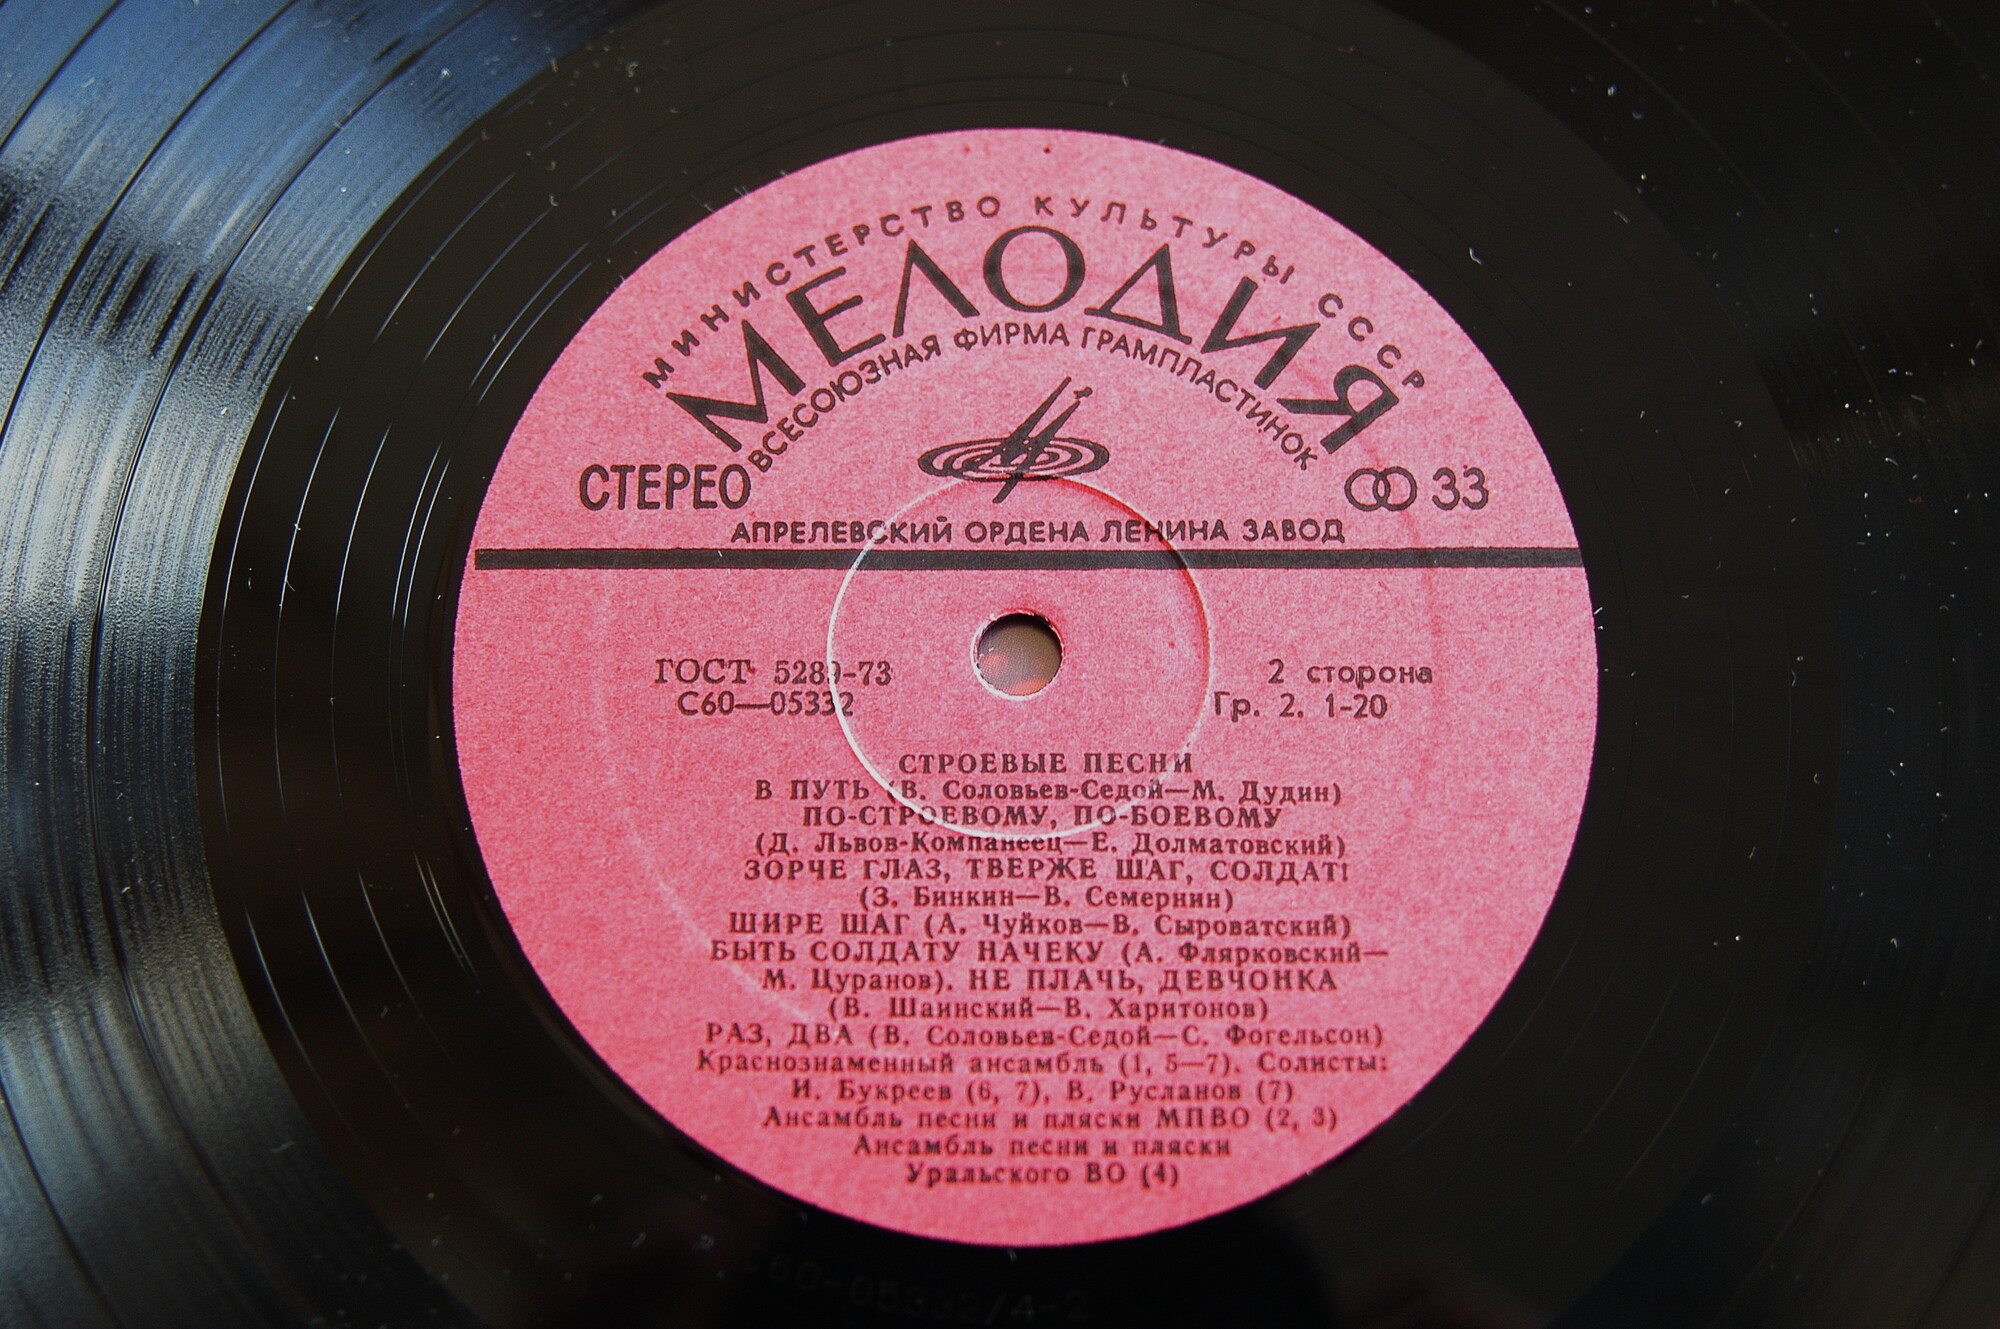 МИНИСТЕРСТВО КУЛЬТУРЫ СССР
МЕЛОДИЯ
ВСЕСОЮЗНАЯ ФИРМА ГРАМПЛАСТИНОК
СТЕРЕО 33
АПРЕЛЕВСКИЙ ОРДЕНА ЛЕНИНА ЗАВОД
ГОСТ 5289-73 2 сторона
С60—05332 Гр. 2. 1-20
СТРОЕВЫЕ ПЕСНИ
В ПУТЬ (В. Соловьев-Седой—М. Дудин)
ПО-СТРОЕВОМУ, ПО-БОЕВОМУ
(Д. Львов-Компанеец—Е. Долматовский)
ЗОРЧЕ ГЛАЗ, ТВЕРЖЕ ШАГ, СОЛДАТ!
(З. Бинкин—В. Семернин)
ШИРЕ ШАГ (А. Чуйков—В. Сыроватский)
БЫТЬ СОЛДАТУ НАЧЕКУ (А. Флярковский—
М. Цуранов). НЕ ПЛАЧЬ, ДЕВЧОНКА
(В. Шаинский—В. Харитонов)
РАЗ, ДВА (В. Соловьев-Седой—С. Фогельсон)
Краснознаменный ансамбль (1, 5—7). Солисты:
И. Букреев (6, 7), В. Русланов (7)
Ансамбль песни и пляски МПВО (2, 3)
Ансамбль песни и пляски
Уральского ВО (4)